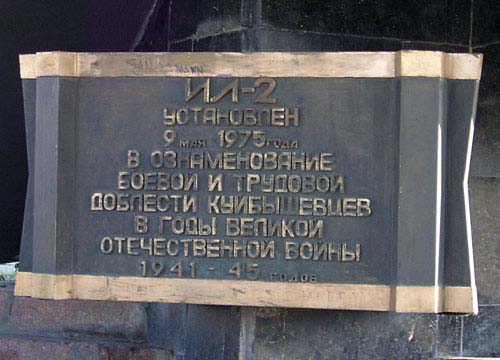 ИЛ-2
УСТАНОВЛЕН
9 МАЯ 1975 ГОДА
В ОЗНАМЕНОВАНИЕ
БОЕВОЙ И ТРУДОВОЙ
ДОБЛЕСТИ КУЙБЫШЕВЦЕВ
В ГОДЫ ВЕЛИКОЙ
ОТЕЧЕСТВЕННОЙ ВОЙНЫ
1941 - 45 ГОДОВ